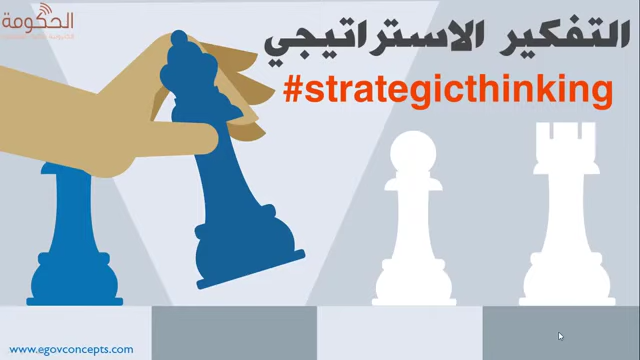 الحكومة
التفكير الاستراتيجي
#strategicthinking
www.egovconcepts.com